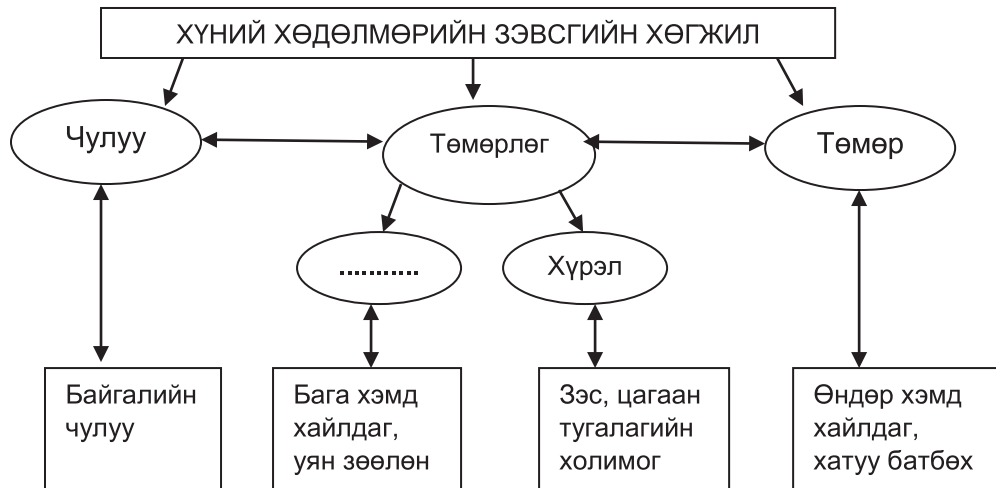 ХҮНИЙ ХӨДӨЛМӨРИЙН ЗЭВСГИЙН ХӨГЖИЛ
Чулуу
Төмөрлөг
Төмөр
...........
Хүрэл
Байгалийн
чулуу
Бага хэмд
хайлдаг,
уян зөөлөн
Зэс, цагаан
тугалагийн
холимог
Өндөр хэмд
хайлдаг,
хатуу батбөх